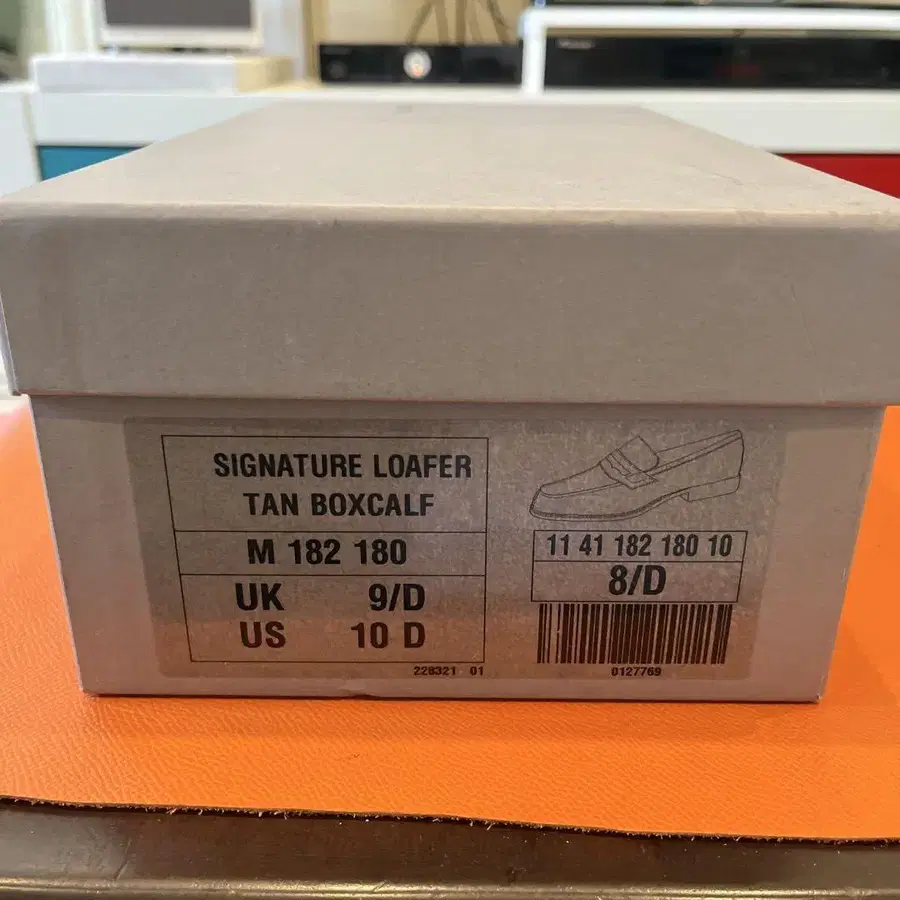 SIGNATURE LOAFER
TAN BOXCALF
M 182 180
UK 9/D
US 10 D
228321 01
11 41 182 180 10
8/D
0127769